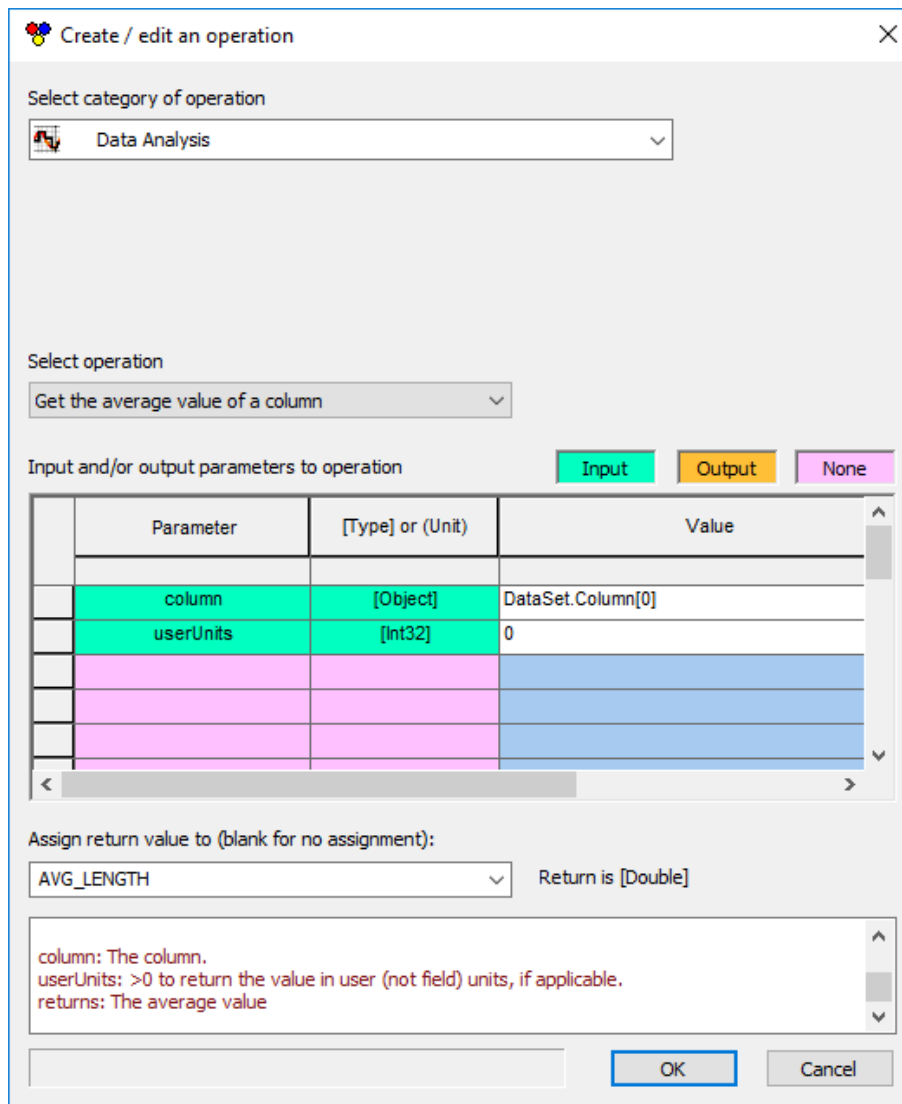 Create / edit an operation
Select category of operation
Data Analysis
Select operation
Get the average value of a column
Input and/or output parameters to operation Input Output None
Parameter [Type] or (Unit) Value
column [Object] DataSet.Column[0]
userUnits [Int32] 0
Assign return value to (blank for no assignment):
AVG_LENGTH Return is [Double]
column: The column.
userUnits: >0 to return the value in user (not field) units, if applicable.
returns: The average value
OK Cancel